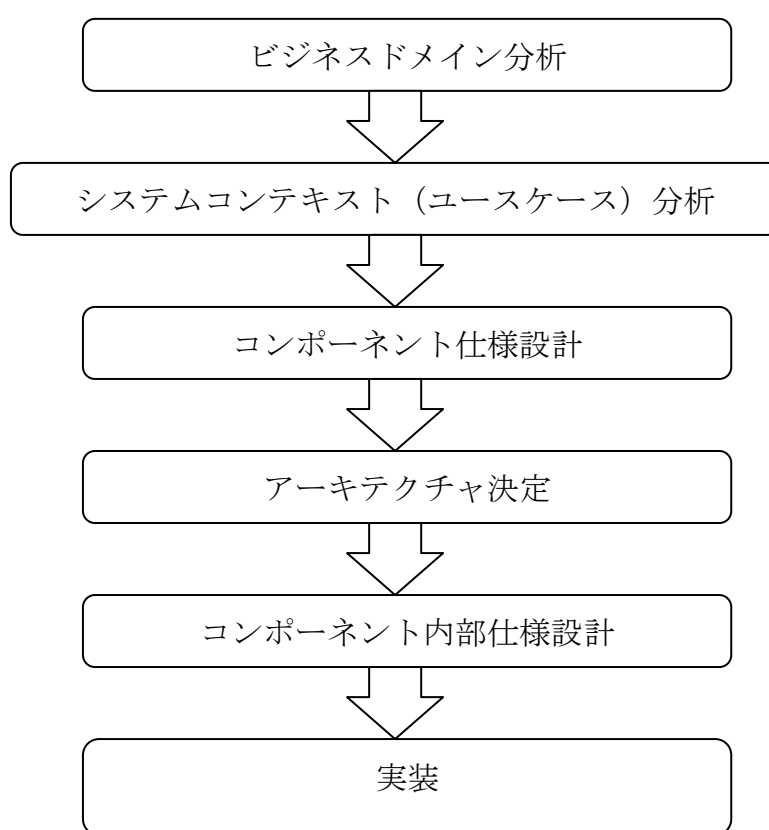 ビジネスドメイン分析
システムコンテキスト（ユースケース）分析
コンポーネント仕様設計
アーキテクチャ決定
コンポーネント内部仕様設計
実装